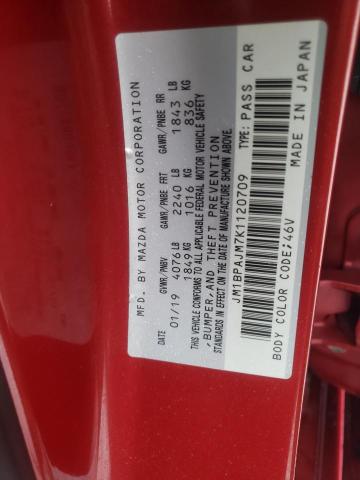 MFD. BY MAZDA MOTOR CORPORATION
DATE GVWR/PNBV GAWR/PNBE FRT GAWR/PNBE RR
01/19 4076 LB 2240 LB 1843 LB
1849 KG 1016 KG 836 KG
THIS VEHICLE CONFORMS TO ALL APPLICABLE FEDERAL MOTOR VEHICLE SAFETY
, BUMPER, AND THEFT PREVENTION
STANDARDS IN EFFECT ON THE DATE OF MANUFACTURE SHOWN ABOVE.
JM1BPAJM7K1120709 TYPE: PASS CAR
BODY COLOR CODE;46V MADE IN JAPAN